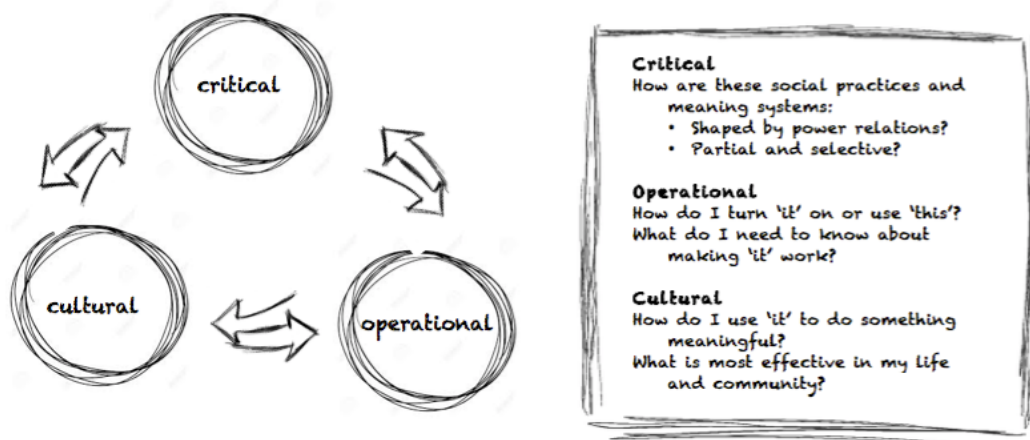 critical
cultural
operational
Critical
How are these social practices and
meaning systems:
• Shaped by power relations?
• Partial and selective?
Operational
How do I turn ‘it’ on or use ‘this’?
What do I need to know about
making ‘it’ work?
Cultural
How do I use ‘it’ to do something
meaningful?
What is most effective in my life
and community?